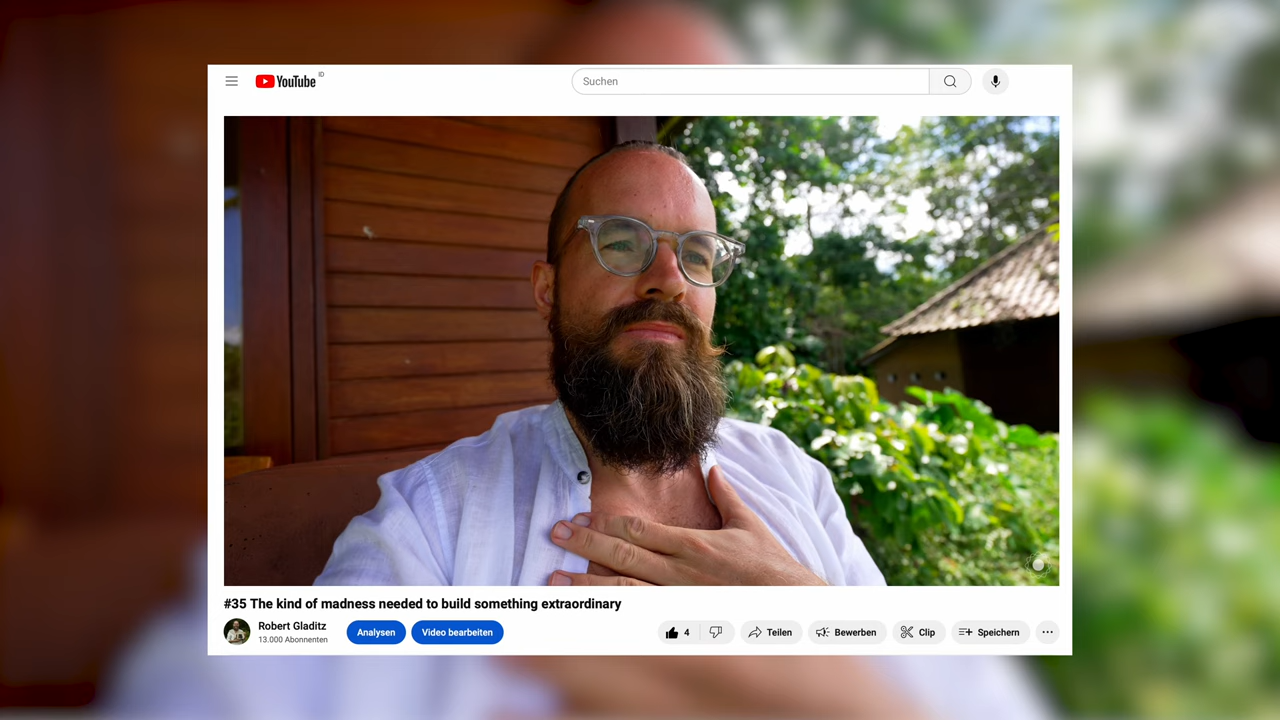 YouTube ID
Suchen
#35 The kind of madness needed to build something extraordinary
Robert Gladitz
13.000 Abonnenten
Analysen
Video bearbeiten
4
Teilen
Bewerben
Clip
Speichern